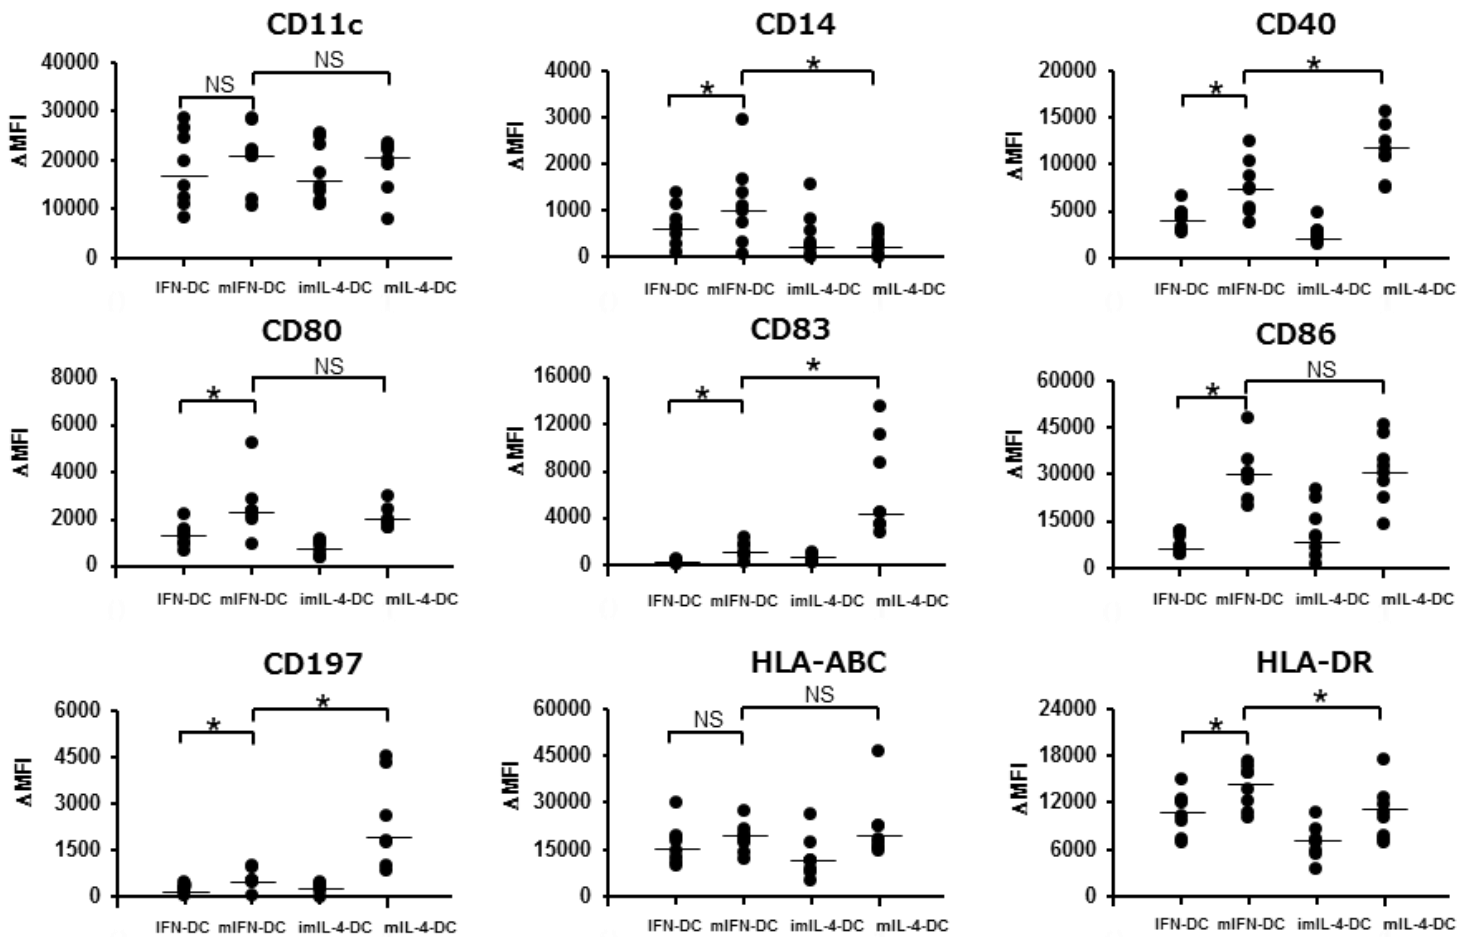 CD11c
NS
NS
ΔMFI
40000
30000
20000
10000
0
IFN-DC mIFN-DC imIL-4-DC mIL-4-DC
CD14
*
*
ΔMFI
4000
3000
2000
1000
0
IFN-DC mIFN-DC imIL-4-DC mIL-4-DC
CD40
*
*
ΔMFI
20000
15000
10000
5000
0
IFN-DC mIFN-DC imIL-4-DC mIL-4-DC
CD80
NS
*
ΔMFI
8000
6000
4000
2000
0
IFN-DC mIFN-DC imIL-4-DC mIL-4-DC
CD83
*
*
ΔMFI
16000
12000
8000
4000
0
IFN-DC mIFN-DC imIL-4-DC mIL-4-DC
CD86
NS
*
ΔMFI
60000
45000
30000
15000
0
IFN-DC mIFN-DC imIL-4-DC mIL-4-DC
CD197
*
*
ΔMFI
6000
4500
3000
1500
0
IFN-DC mIFN-DC imIL-4-DC mIL-4-DC
HLA-ABC
NS
NS
ΔMFI
60000
45000
30000
15000
0
IFN-DC mIFN-DC imIL-4-DC mIL-4-DC
HLA-DR
*
*
ΔMFI
24000
18000
12000
6000
0
IFN-DC mIFN-DC imIL-4-DC mIL-4-DC